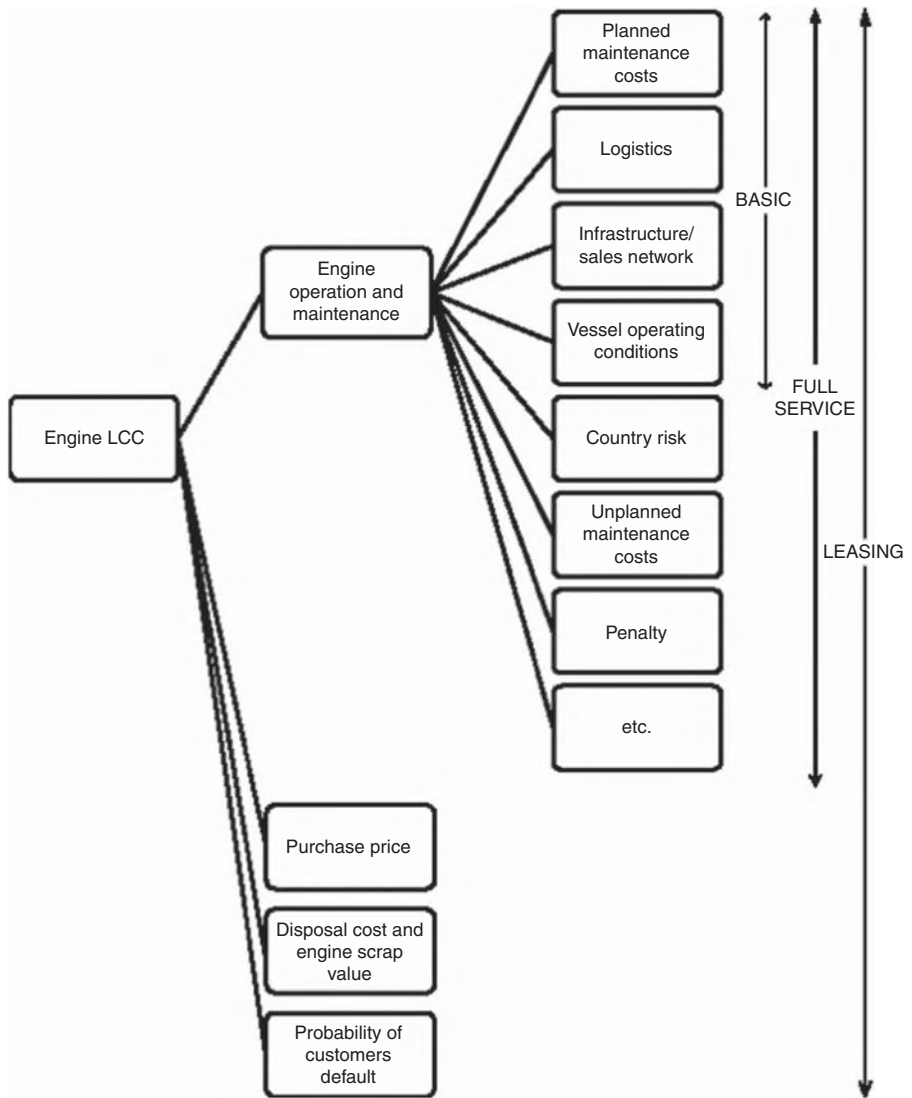 Planned
maintenance
costs
Logistics
Infrastructure/
sales network
Vessel operating
conditions
Country risk
Unplanned
maintenance
costs
Penalty
etc.
Engine
operation and
maintenance
Engine LCC
Purchase price
Disposal cost and
engine scrap
value
Probability of
customers
default
BASIC
FULL
SERVICE
LEASING